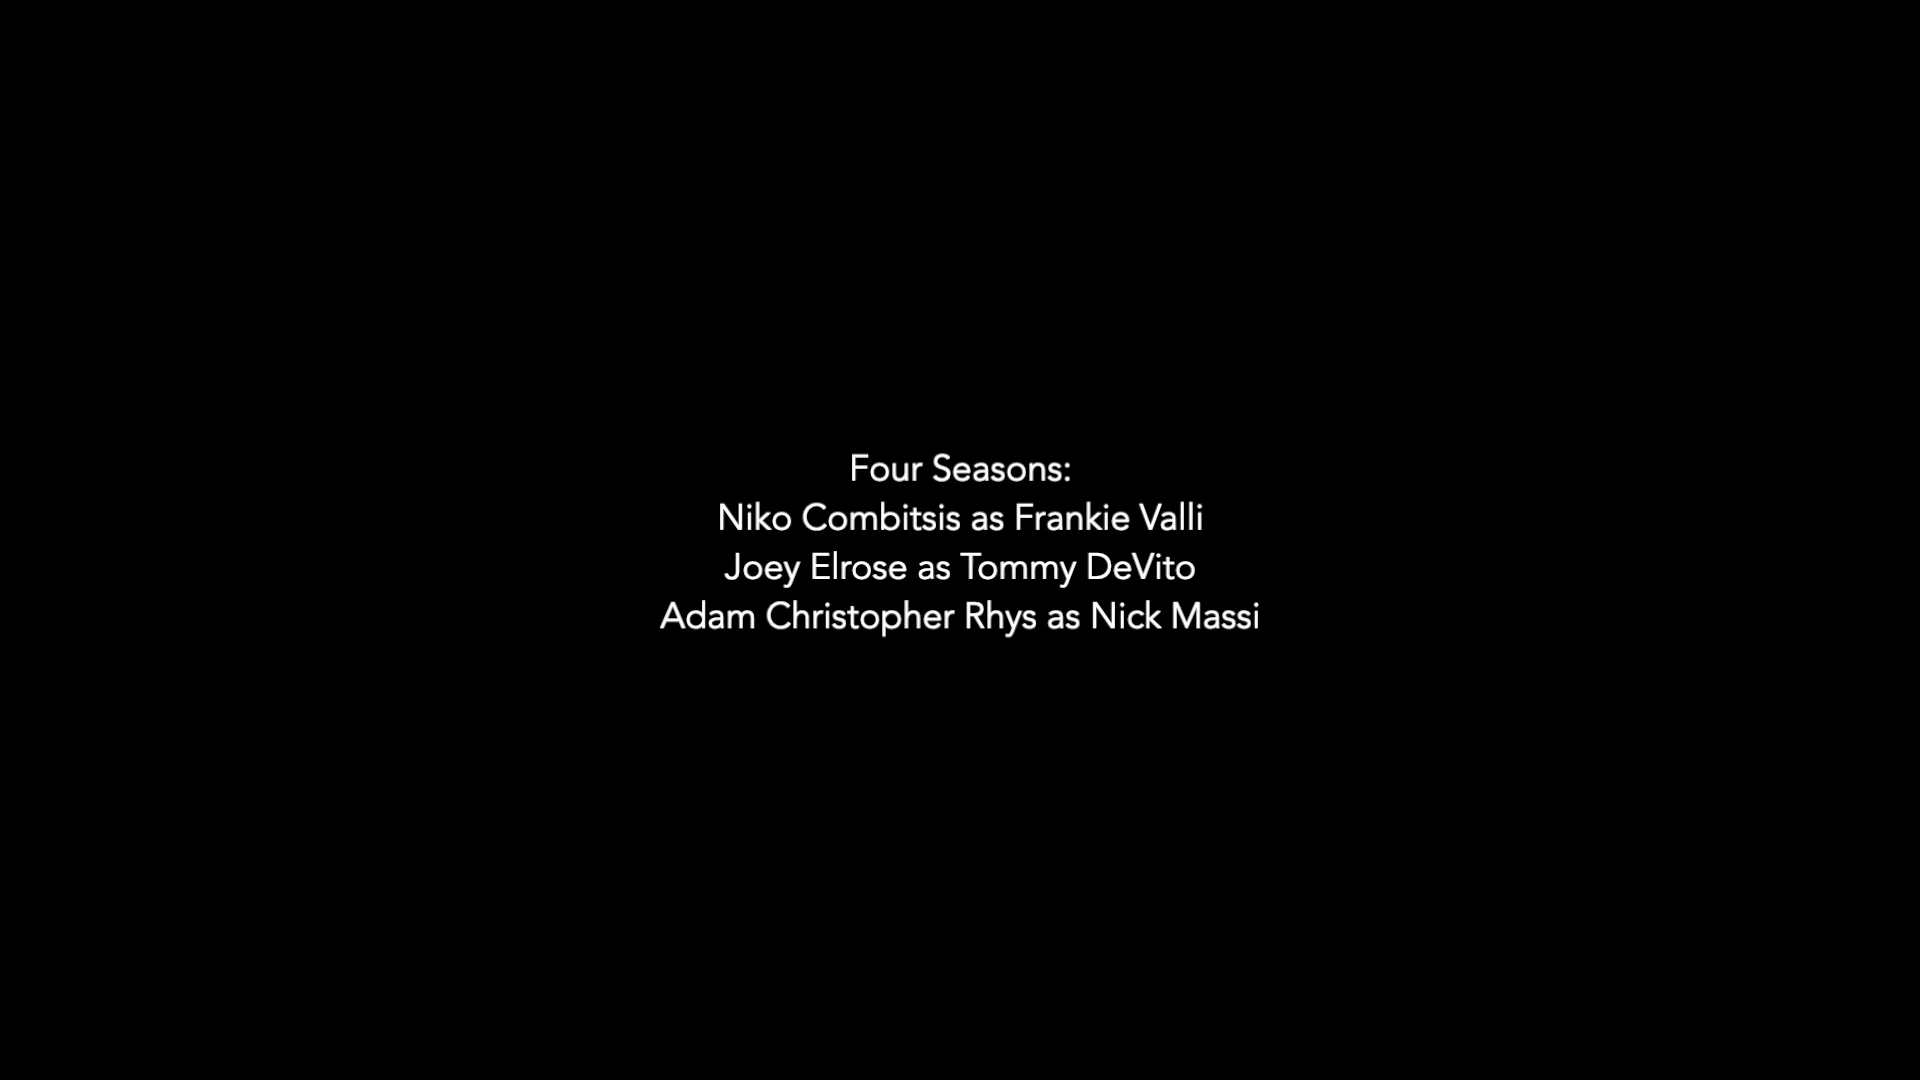 Four Seasons:
Niko Combitsis as Frankie Valli
Joey Elrose as Tommy DeVito
Adam Christopher Rhys as Nick Massi